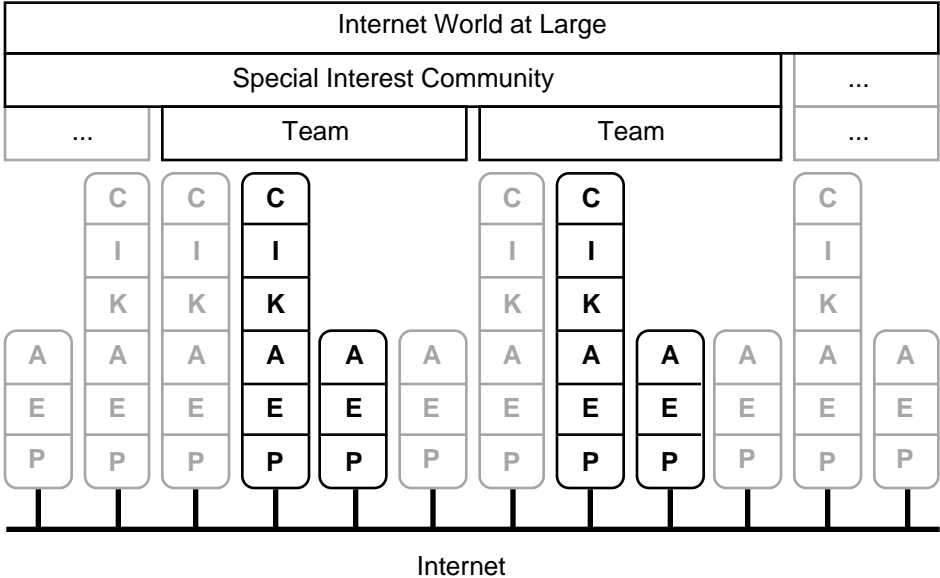 Internet World at Large
Special Interest Community ...
... Team Team ...
C C C C C C
I I I I I I
K K K K K K
A A A A A A A A A A A A
E E E E E E E E E E E E
P P P P P P P P P P P P
Internet